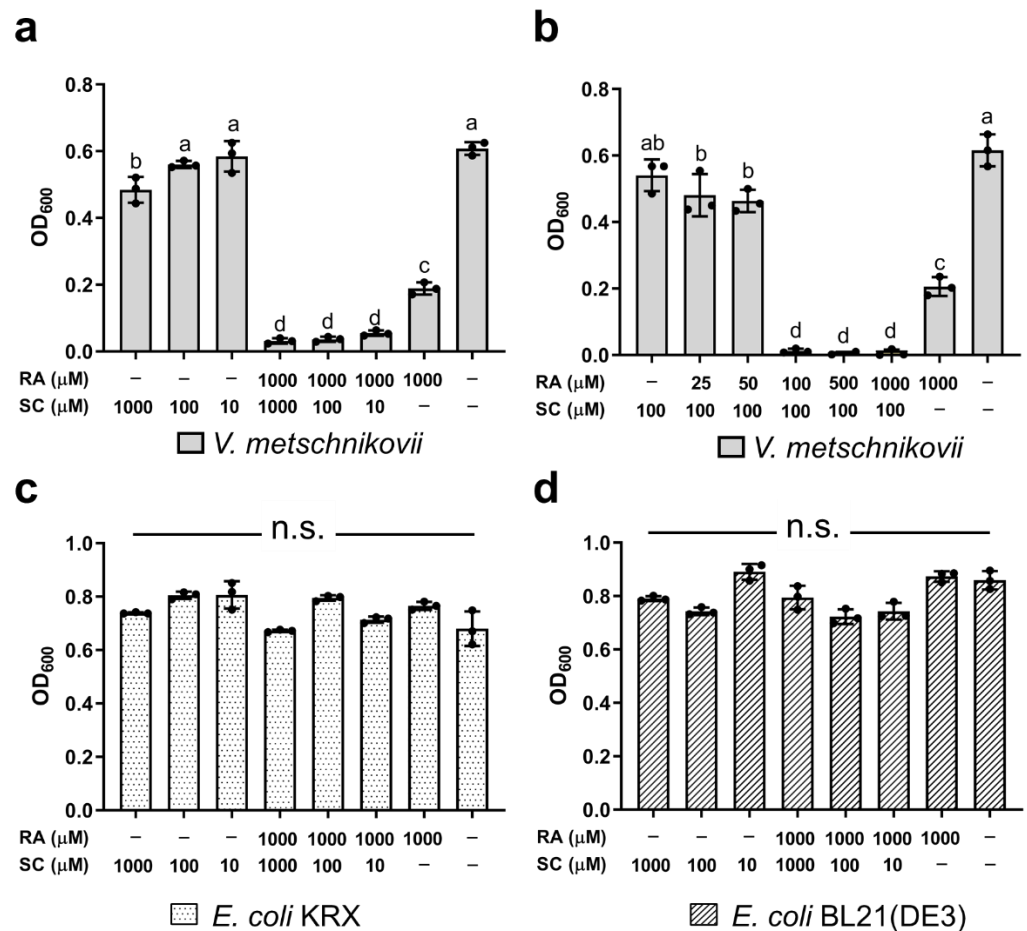 a
b
0.8
0.6
0.4
0.2
0.0
OD600
b
a
a
d
d
d
c
a
RA (μM) – – – 1000 1000 1000 1000 –
SC (μM) 1000 100 10 1000 100 10 – –
V. metschnikovii
0.8
0.6
0.4
0.2
0.0
OD600
ab
b
b
d
d
d
c
a
RA (μM) – 25 50 100 500 1000 1000 –
SC (μM) 100 100 100 100 100 100 – –
V. metschnikovii
c
d
n.s.
1.0
0.8
0.6
0.4
0.2
0.0
OD600
RA (μM) – – – 1000 1000 1000 1000 –
SC (μM) 1000 100 10 1000 100 10 – –
E. coli KRX
n.s.
1.0
0.8
0.6
0.4
0.2
0.0
OD600
RA (μM) – – – 1000 1000 1000 1000 –
SC (μM) 1000 100 10 1000 100 10 – –
E. coli BL21(DE3)